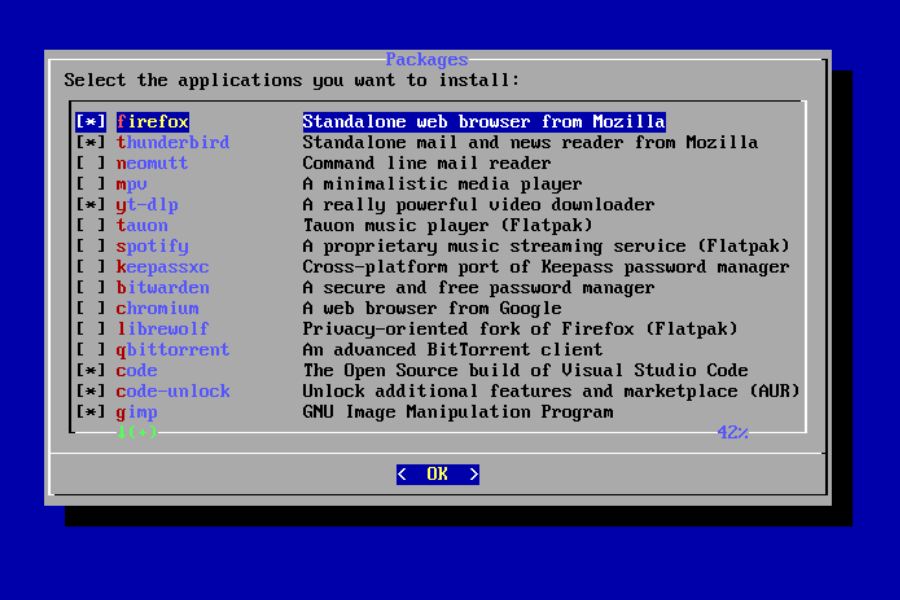 Packages
Select the applications you want to install:
[*] firefox Standalone web browser from Mozilla
[*] thunderbird Standalone mail and news reader from Mozilla
[ ] neomutt Command line mail reader
[ ] mpv A minimalistic media player
[*] yt-dlp A really powerful video downloader
[ ] tauon Tauon music player (Flatpak)
[ ] spotify A proprietary music streaming service (Flatpak)
[ ] keepassxc Cross-platform port of Keepass password manager
[ ] bitwarden A secure and free password manager
[ ] chromium A web browser from Google
[ ] librewolf Privacy-oriented fork of Firefox (Flatpak)
[ ] qbittorrent An advanced BitTorrent client
[*] code The Open Source build of Visual Studio Code
[*] code-unlock Unlock additional features and marketplace (AUR)
[*] gimp GNU Image Manipulation Program
↓(+) 42%
< OK >